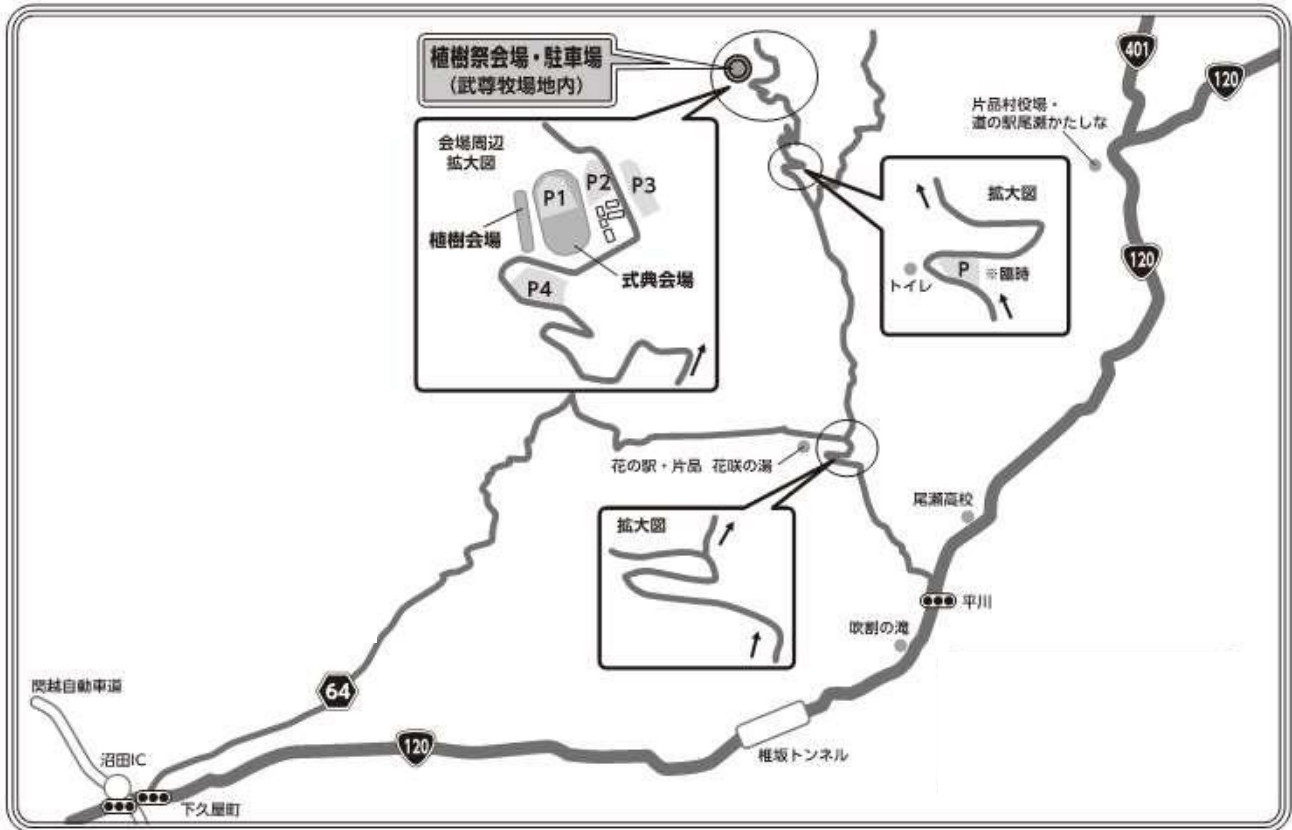 植樹祭会場・駐車場
(武尊牧場地内)
401
120
片品村役場・
道の駅尾瀬かたしな
会場周辺
拡大図
P1
P2
P3
植樹会場
式典会場
P4
拡大図
P
※臨時
トイレ
120
花の駅・片品 花咲の湯
尾瀬高校
拡大図
平川
吹割の滝
関越自動車道
64
沼田IC
120
椎坂トンネル
下久屋町